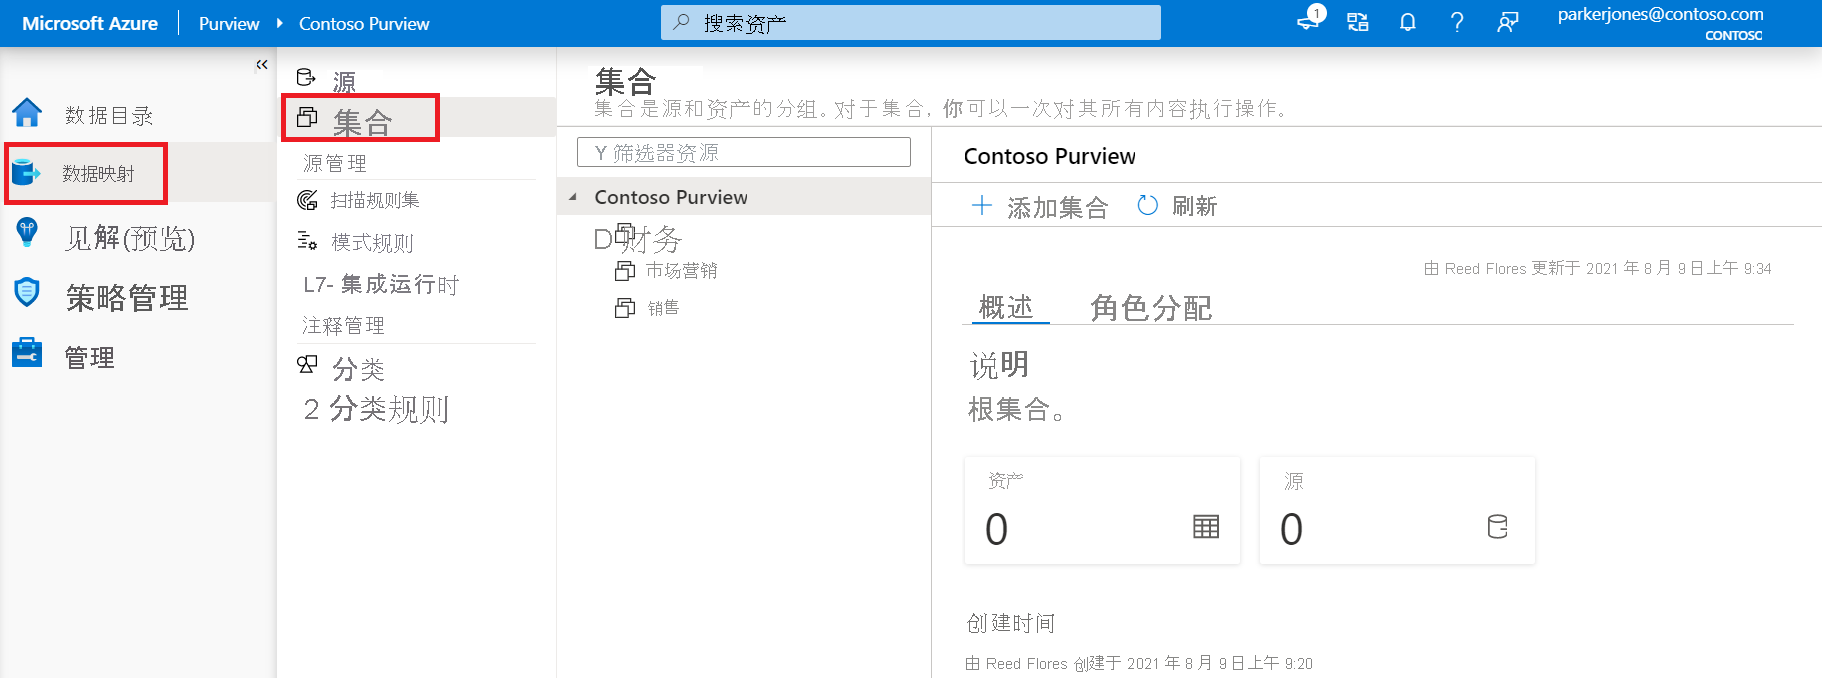 Microsoft Azure Purview Contoso Purview 搜索资产 1 parkerjones@contoso.com
CONTOSO
数据目录
数据映射
见解(预览)
策略管理
管理
源
集合
源管理
扫描规则集
模式规则
L7- 集成运行时
注释管理
分类
2 分类规则
集合
集合是源和资产的分组。对于集合, 你可以一次对其所有内容执行操作。
Y 筛选器资源
Contoso Purview
D 财务
市场营销
销售
Contoso Purview
添加集合 刷新
由 Reed Flores 更新于 2021 年 8 月 9 日上午 9:34
概述 角色分配
说明
根集合。
资产
0
源
0
创建时间
由 Reed Flores 创建于 2021 年 8 月 9 日上午 9:20